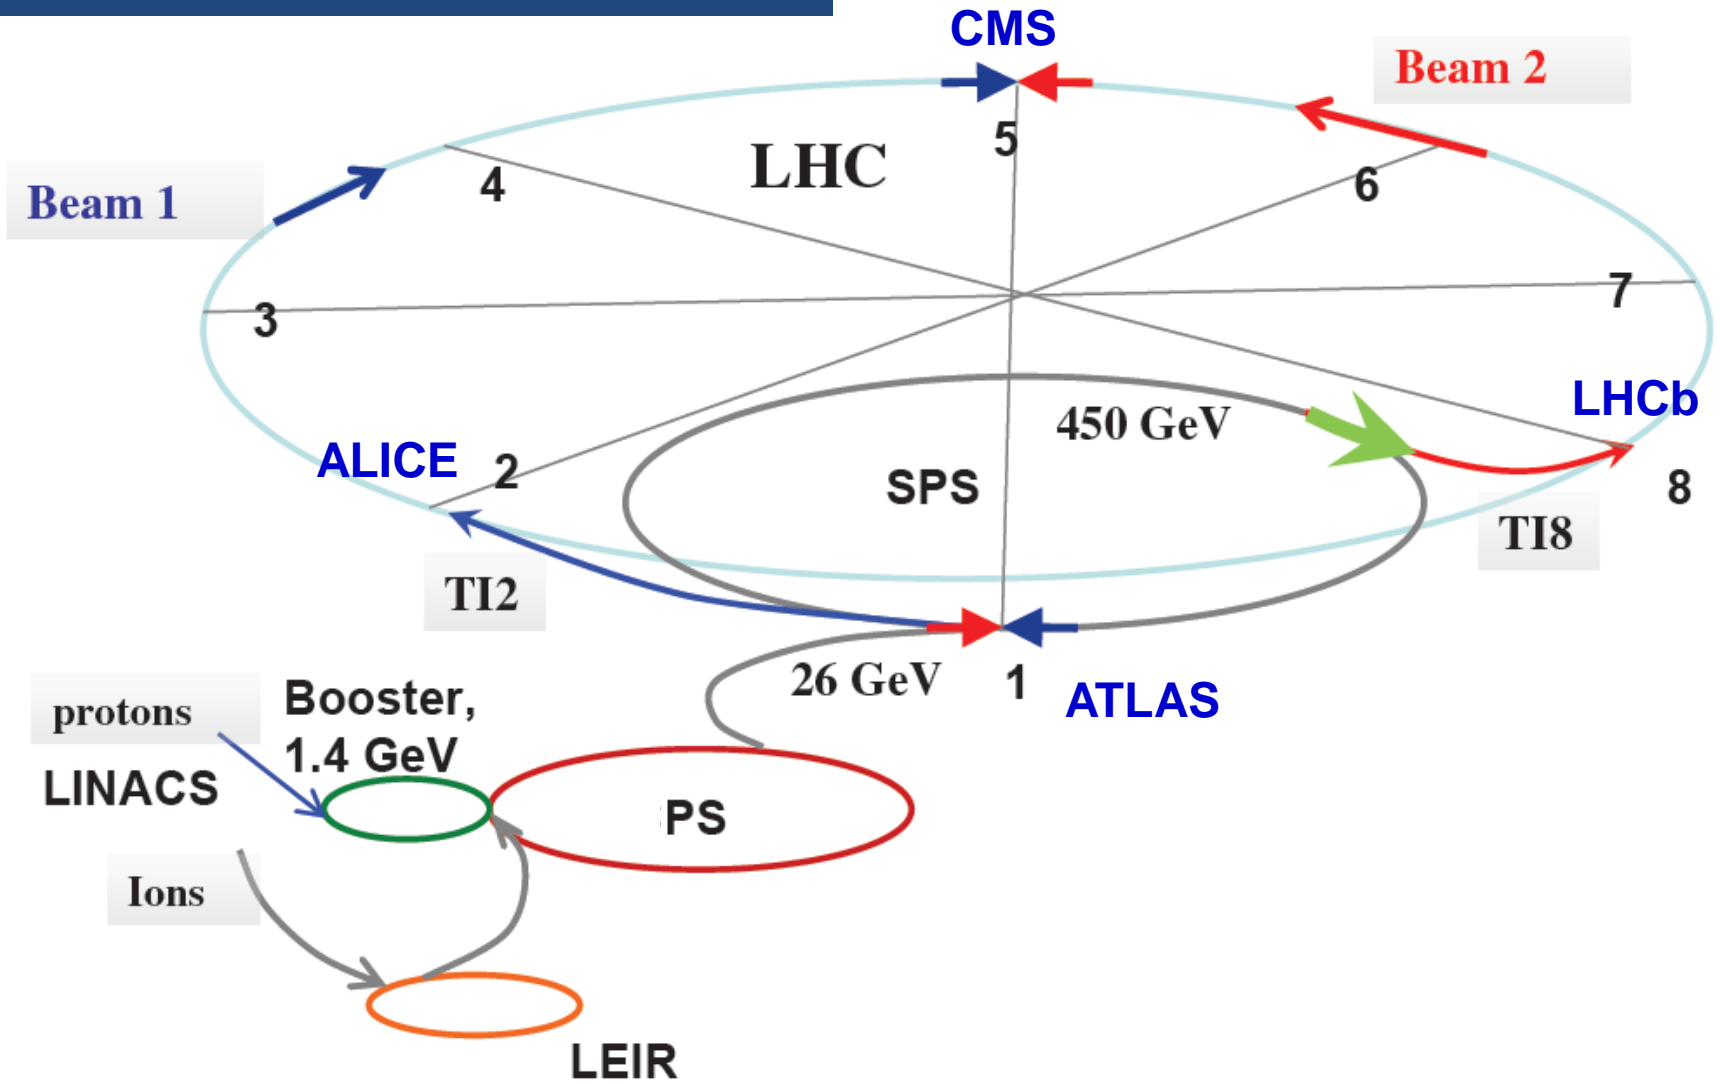 CMS
Beam 2
5
LHC
4
6
Beam 1
7
3
LHCb
450 GeV
ALICE
2
SPS
8
TI8
TI2
26 GeV
1
ATLAS
protons
Booster,
1.4 GeV
LINACS
PS
Ions
LEIR